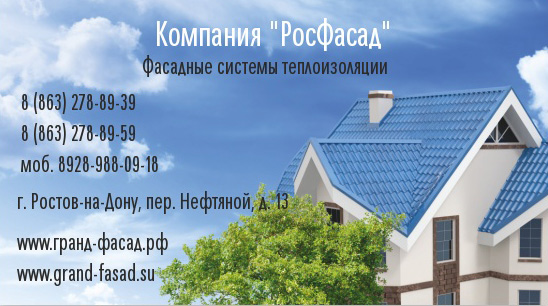 Компания "РосФасад"
Фасадные системы теплоизоляции
8 (863) 278-89-39
8 (863) 278-89-59
моб. 8928-988-09-18
г. Ростов-на-Дону, пер. Нефтяной, д. 13
www.гранд-фасад.рф
www.grand-fasad.su